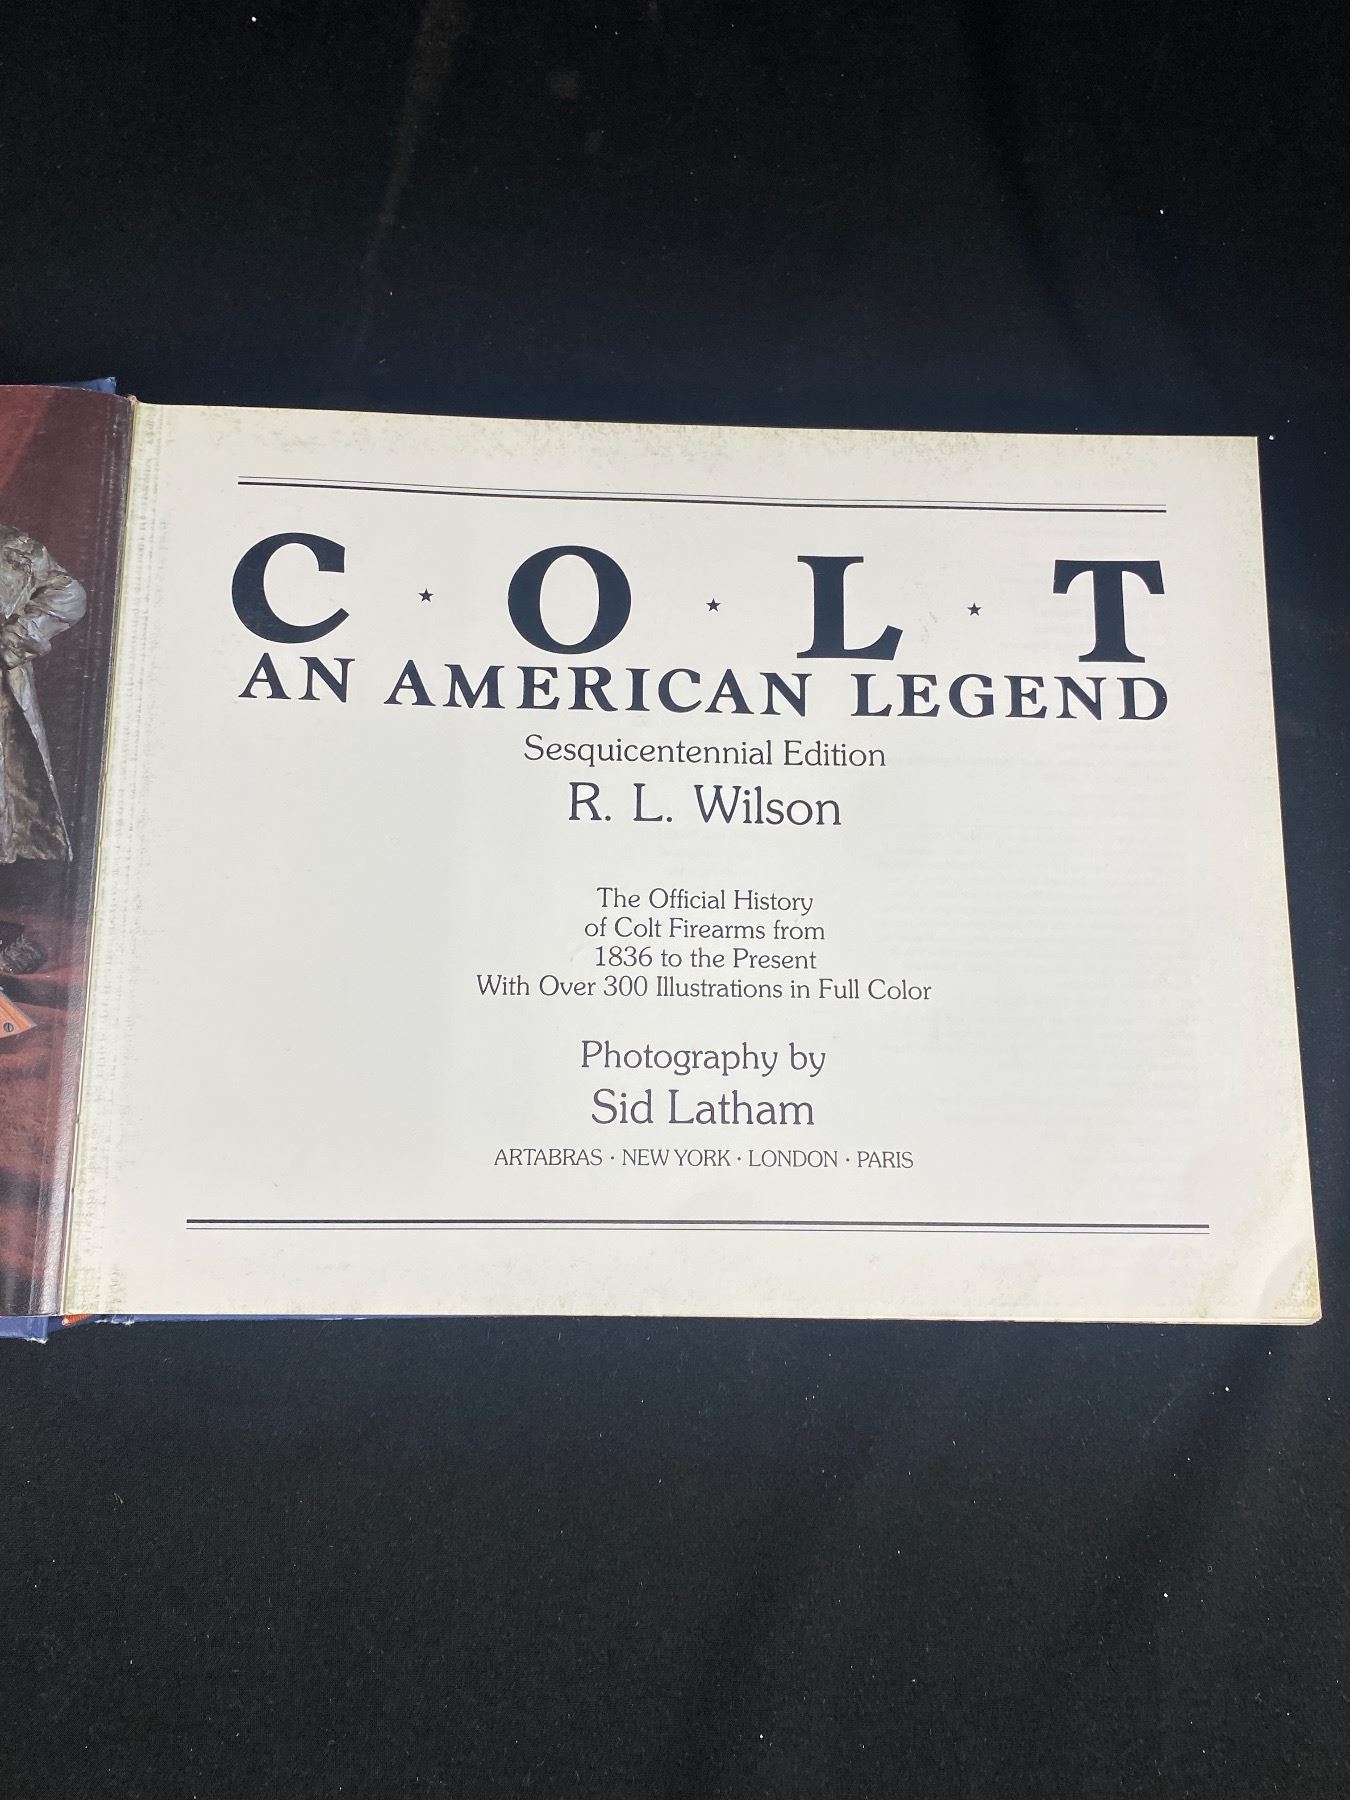 C ★ O ★ L ★ T
AN AMERICAN LEGEND
Sesquicentennial Edition
R. L. Wilson
The Official History
of Colt Firearms from
1836 to the Present
With Over 300 Illustrations in Full Color
Photography by
Sid Latham
ARTABRAS · NEW YORK · LONDON · PARIS